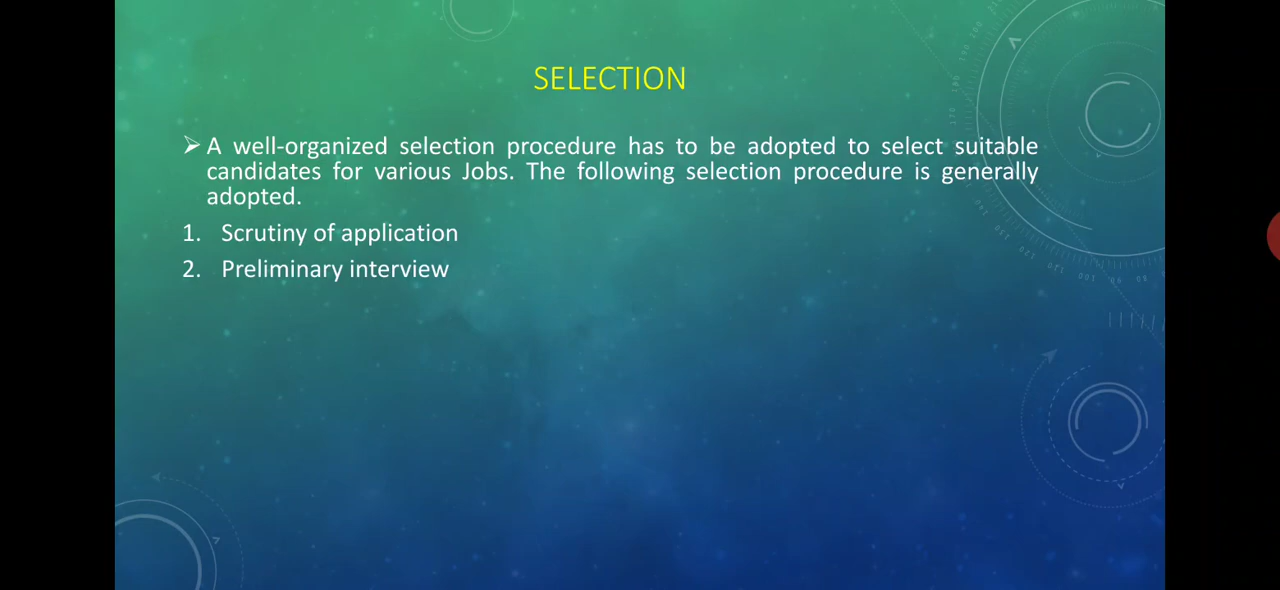 SELECTION
➢ A well-organized selection procedure has to be adopted to select suitable
candidates for various Jobs. The following selection procedure is generally
adopted.
1. Scrutiny of application
2. Preliminary interview